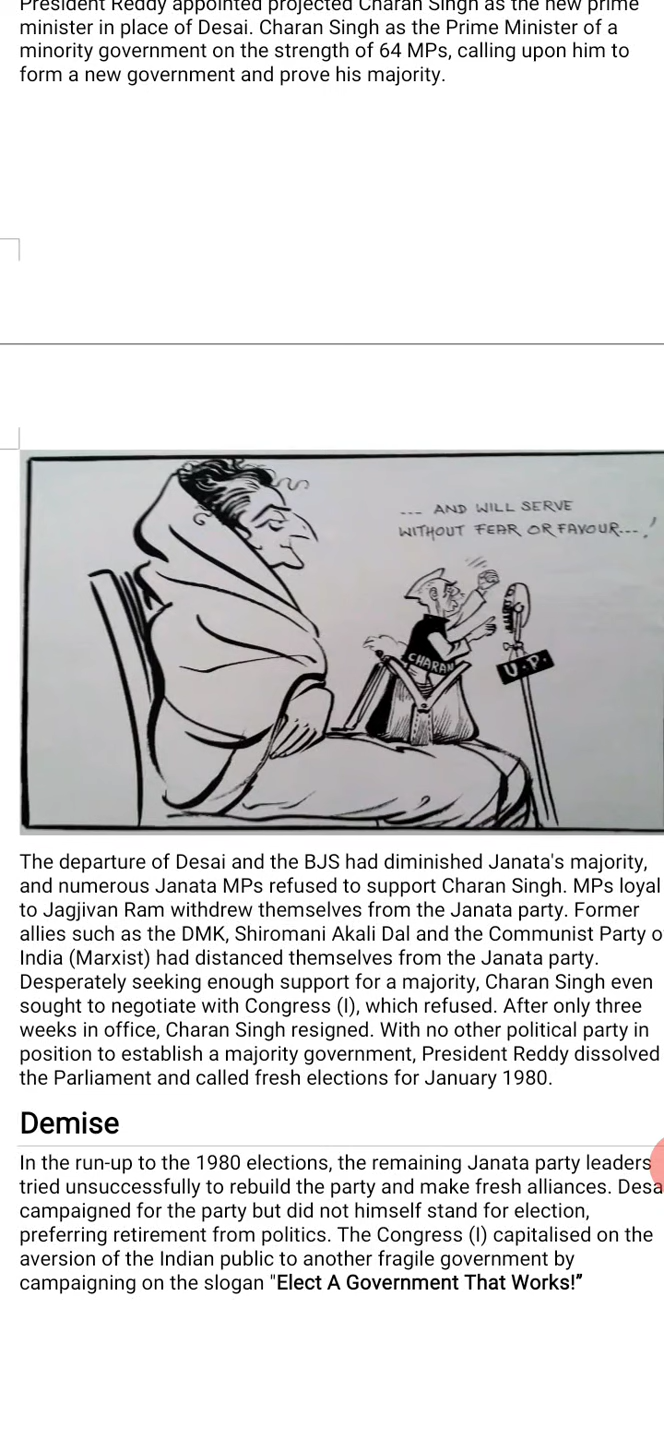 President Reddy appointed projected Charan Singh as the new prime
minister in place of Desai. Charan Singh as the Prime Minister of a
minority government on the strength of 64 MPs, calling upon him to
form a new government and prove his majority.
--- AND WILL SERVE
WITHOUT FEAR OR FAVOUR---!
CHARAN
U.P.
The departure of Desai and the BJS had diminished Janata's majority,
and numerous Janata MPs refused to support Charan Singh. MPs loyal
to Jagjivan Ram withdrew themselves from the Janata party. Former
allies such as the DMK, Shiromani Akali Dal and the Communist Party o
India (Marxist) had distanced themselves from the Janata party.
Desperately seeking enough support for a majority, Charan Singh even
sought to negotiate with Congress (I), which refused. After only three
weeks in office, Charan Singh resigned. With no other political party in
position to establish a majority government, President Reddy dissolved
the Parliament and called fresh elections for January 1980.
Demise
In the run-up to the 1980 elections, the remaining Janata party leaders
tried unsuccessfully to rebuild the party and make fresh alliances. Desa
campaigned for the party but did not himself stand for election,
preferring retirement from politics. The Congress (I) capitalised on the
aversion of the Indian public to another fragile government by
campaigning on the slogan "Elect A Government That Works!”